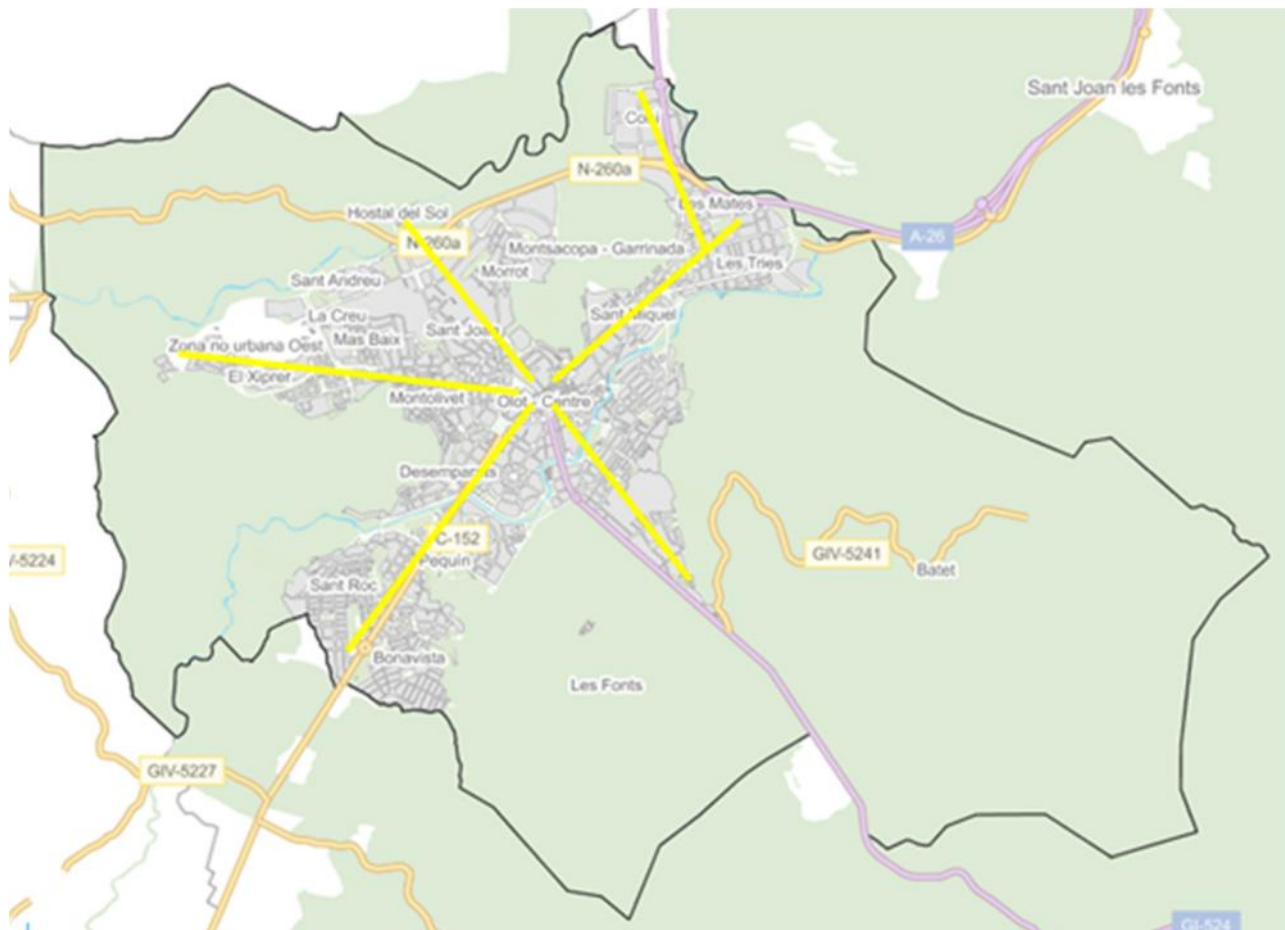 Sant Joan les Fonts
N-260a
Les Mates
Hostal del Sol
A-26
N-260a
Montsacopa - Garrinada
Les Tries
Morrot
Sant Andreu
La Creu
Sant Miquel
Sant Joan
Mas Baix
Zona no urbana Oest
El Xiprer
Montolivet
Olot - Centre
Desemparats
C-152
GIV-5241
Pequín
Batet
Sant Roc
Bonavista
Les Fonts
GIV-5227
GI-524